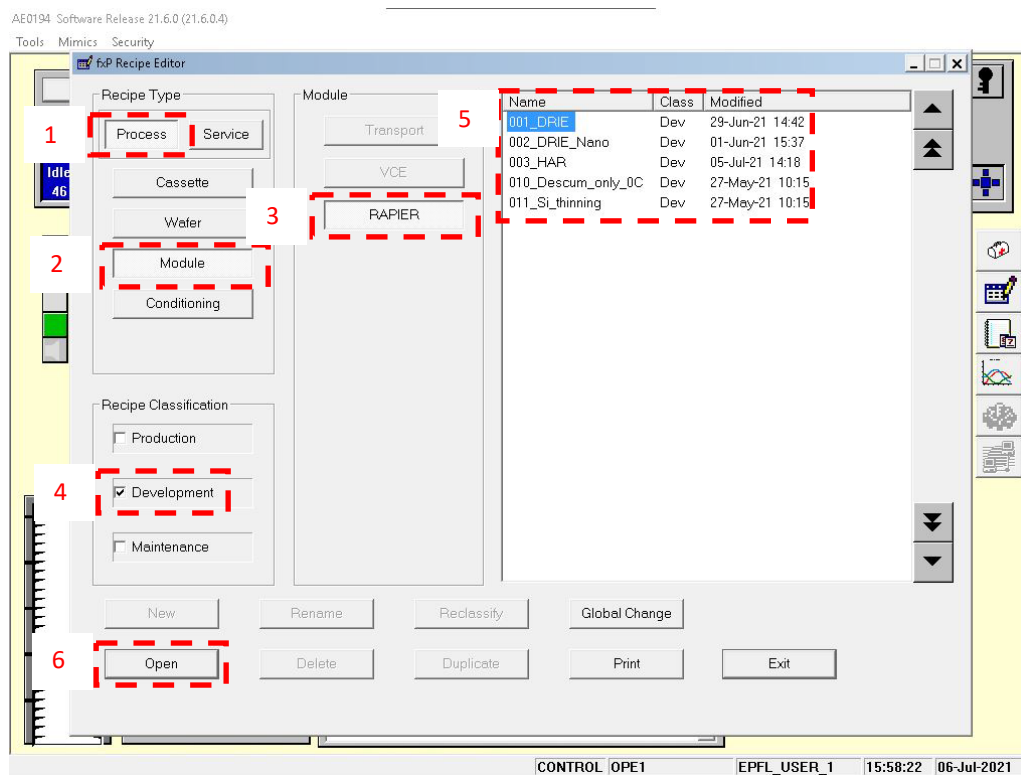 AE0194 Software Release 21.6.0 (21.6.0.4)
Tools Mimics Security
fxP Recipe Editor
Recipe Type
1
Process Service
Cassette
Wafer
2
Module
Conditioning
Recipe Classification
Production
4
Development
Maintenance
Module
Transport
VCE
3
RAPIER
5
Name Class Modified
001_DRIE Dev 29-Jun-21 14:42
002_DRIE_Nano Dev 01-Jun-21 15:37
003_HAR Dev 05-Jul-21 14:18
010_Descum_only_0C Dev 27-May-21 10:15
011_Si_thinning Dev 27-May-21 10:15
Idle
46
New Rename Reclassify Global Change
6
Open Delete Duplicate Print Exit
CONTROL OPE1 EPFL_USER_1 15:58:22 06-Jul-2021